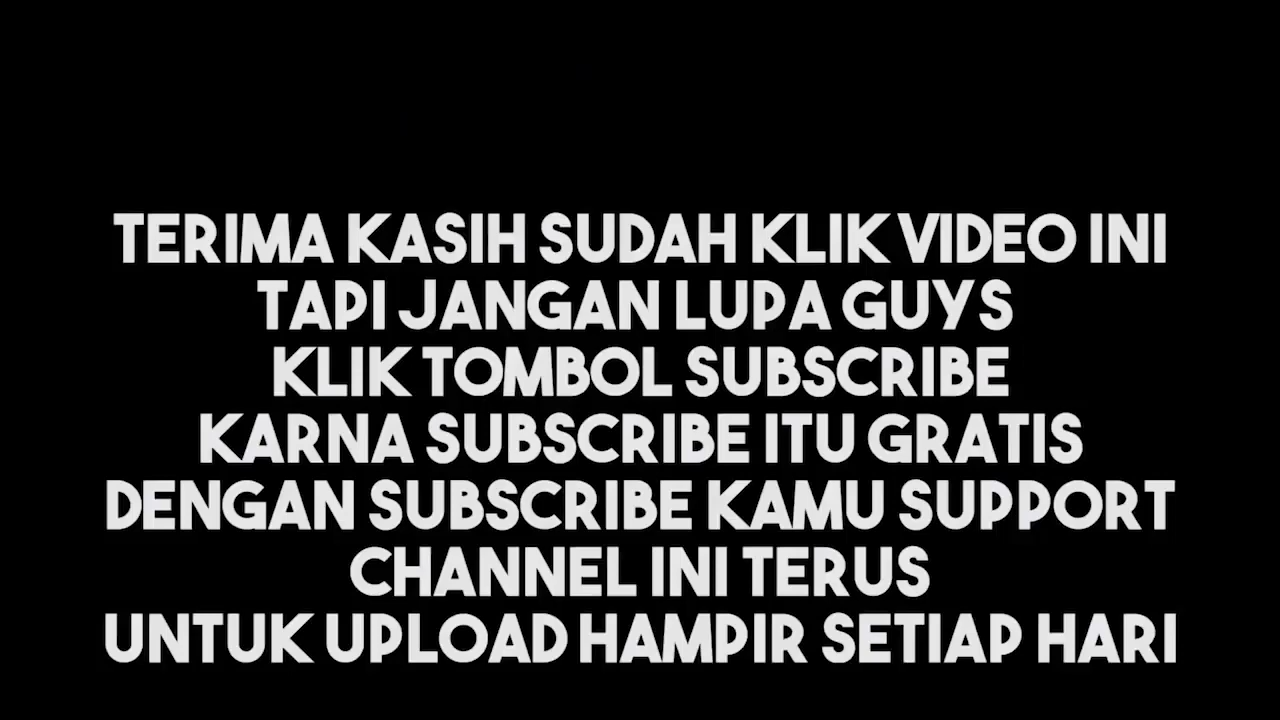 TERIMA KASIH SUDAH KLIK VIDEO INI
TAPI JANGAN LUPA GUYS
KLIK TOMBOL SUBSCRIBE
KARNA SUBSCRIBE ITU GRATIS
DENGAN SUBSCRIBE KAMU SUPPORT
CHANNEL INI TERUS
UNTUK UPLOAD HAMPIR SETIAP HARI